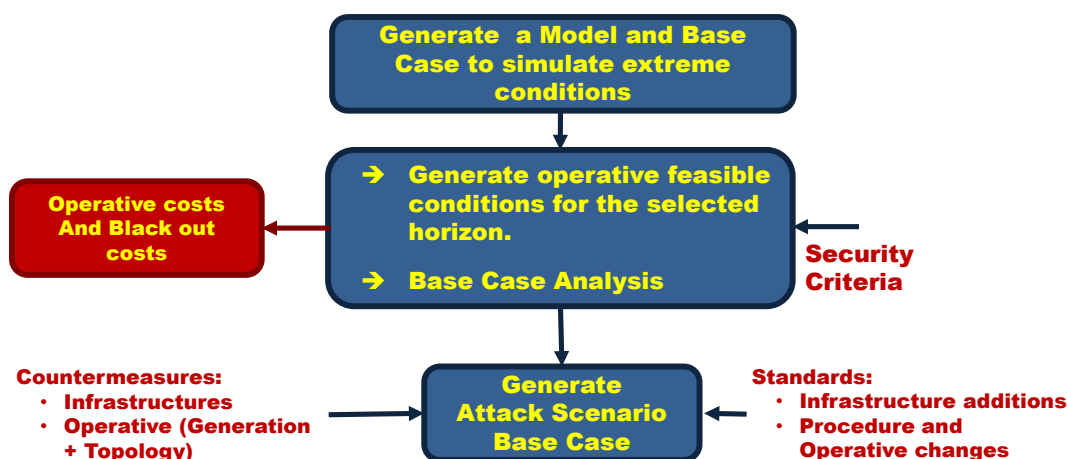 Generate a Model and Base
Case to simulate extreme
conditions
➔ Generate operative feasible
conditions for the selected
horizon.
➔ Base Case Analysis
Operative costs
And Black out
costs
Security
Criteria
Countermeasures:
• Infrastructures
• Operative (Generation
+ Topology)
Generate
Attack Scenario
Base Case
Standards:
• Infrastructure additions
• Procedure and
Operative changes